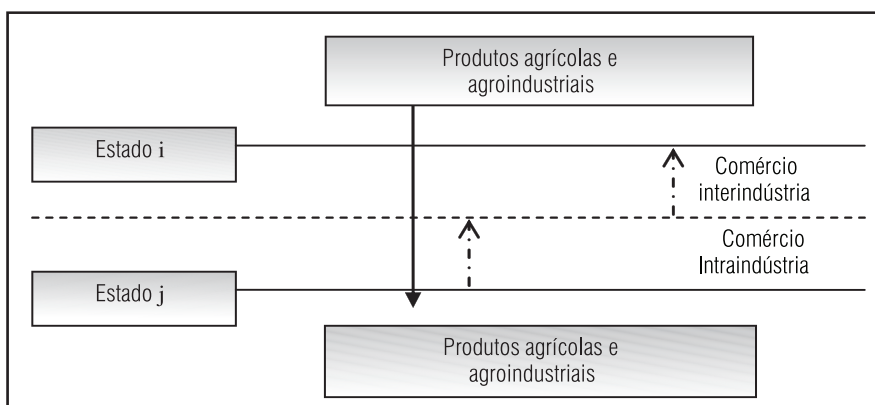 Produtos agrícolas e
agroindustriais
Estado i
Comércio
interindústria
Comércio
Intraindústria
Estado j
Produtos agrícolas e
agroindustriais